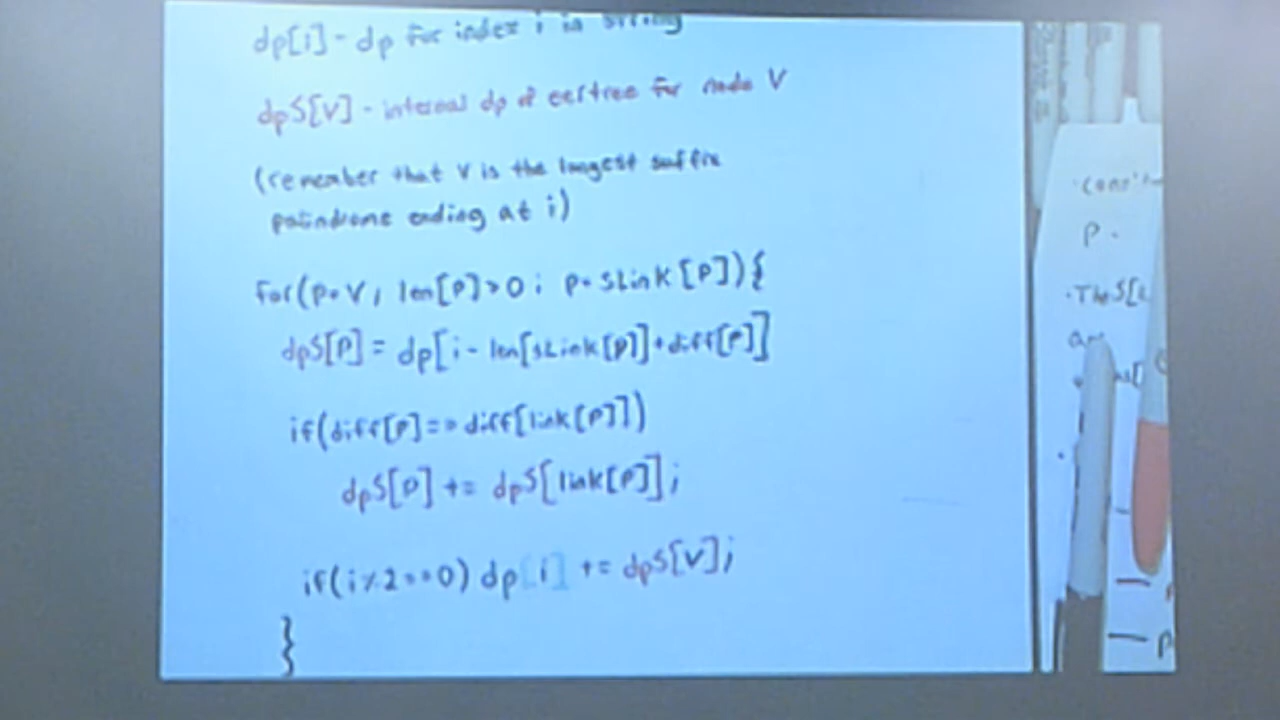 dp[i] - dp for index i in string
dpS[v] - internal dp of eertree for node V
(remember that v is the longest suffix
palindrome ending at i)
for(p=v; len[p]>0; p=sLink[p]){
dpS[p] = dp[i - len[sLink[p]]+diff[p]]
if(diff[p]==diff[link[p]])
dpS[p] += dpS[link[p]];
if(i%2==0) dp[i] += dpS[v];
}
p.